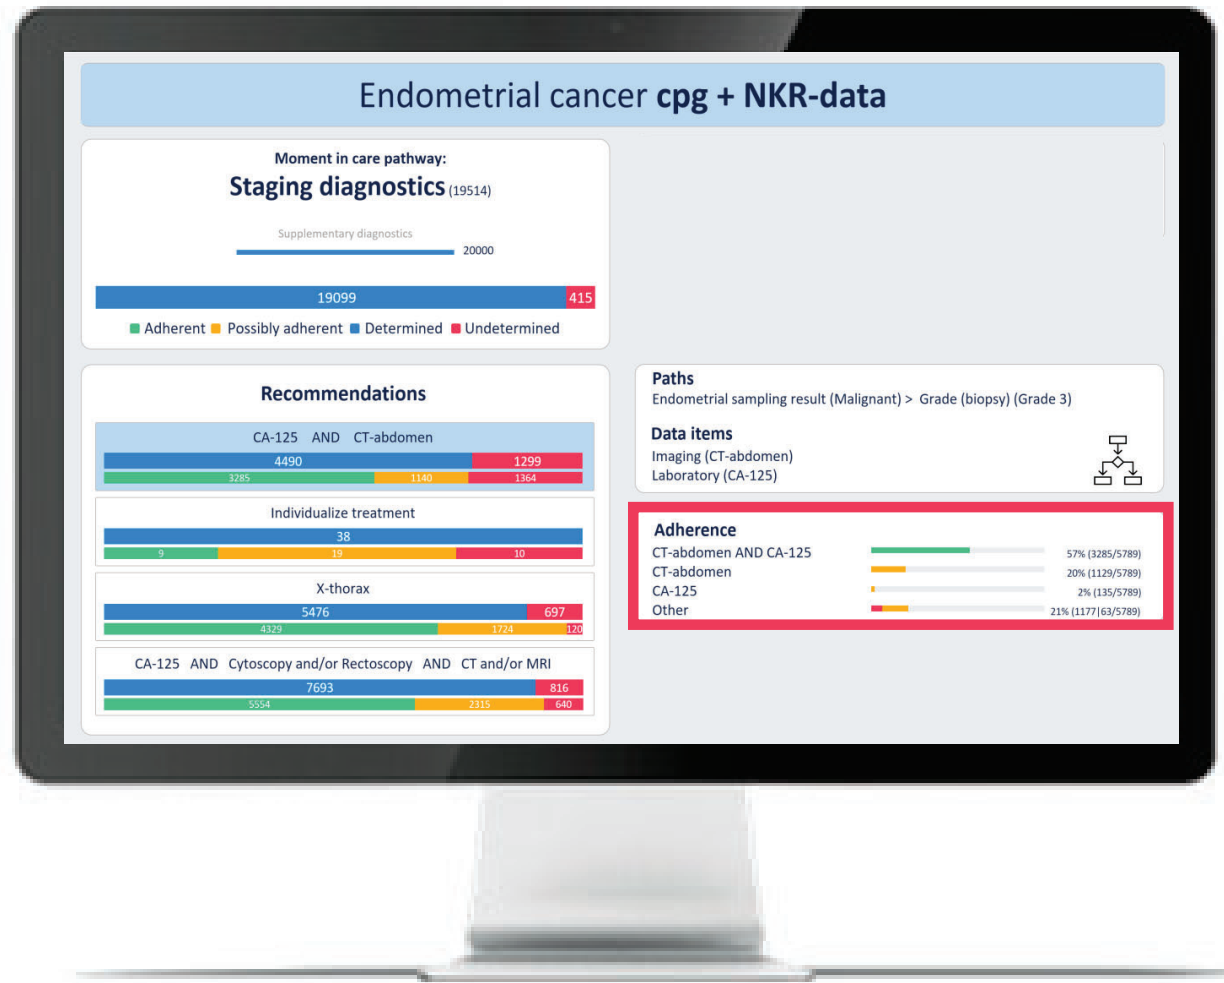 Endometrial cancer cpg + NKR-data
Moment in care pathway:
Staging diagnostics (19514)
Supplementary diagnostics
20000
19099 415
Adherent Possibly adherent Determined Undetermined
Recommendations
CA-125 AND CT-abdomen
4490 1299
3285 1140 1364
Individualize treatment
38
9 19 10
X-thorax
5476 697
4329 1724 120
CA-125 AND Cytoscopy and/or Rectoscopy AND CT and/or MRI
7693 816
5554 2315 640
Paths
Endometrial sampling result (Malignant) > Grade (biopsy) (Grade 3)
Data items
Imaging (CT-abdomen)
Laboratory (CA-125)
Adherence
CT-abdomen AND CA-125 57% (3285/5789)
CT-abdomen 20% (1129/5789)
CA-125 2% (135/5789)
Other 21% (1177|63/5789)